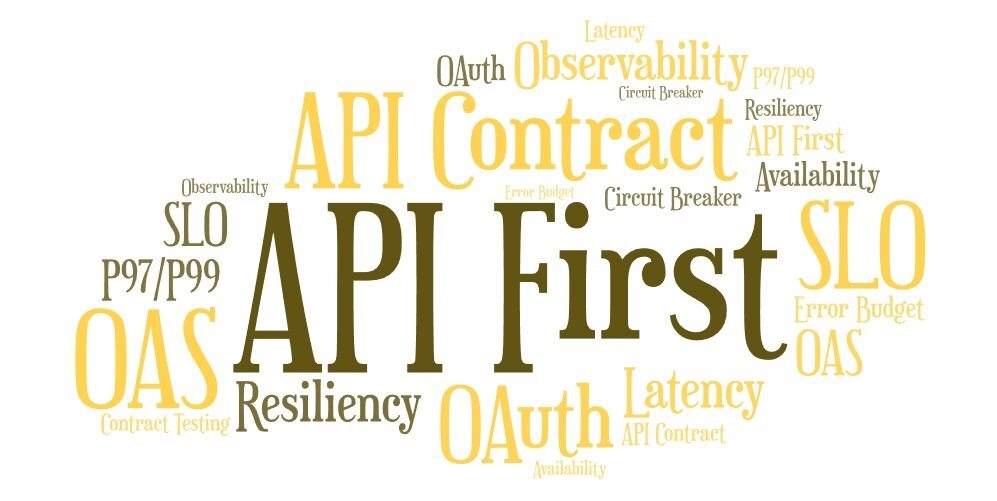 Latency
OAuth
Observability
P97/P99
Circuit Breaker
API Contract
Resiliency
API First
Availability
Observability
Error Budget
Circuit Breaker
SLO
API First
SLO
P97/P99
Error Budget
OAS
OAS
Resiliency
OAuth
Latency
Contract Testing
API Contract
Availability